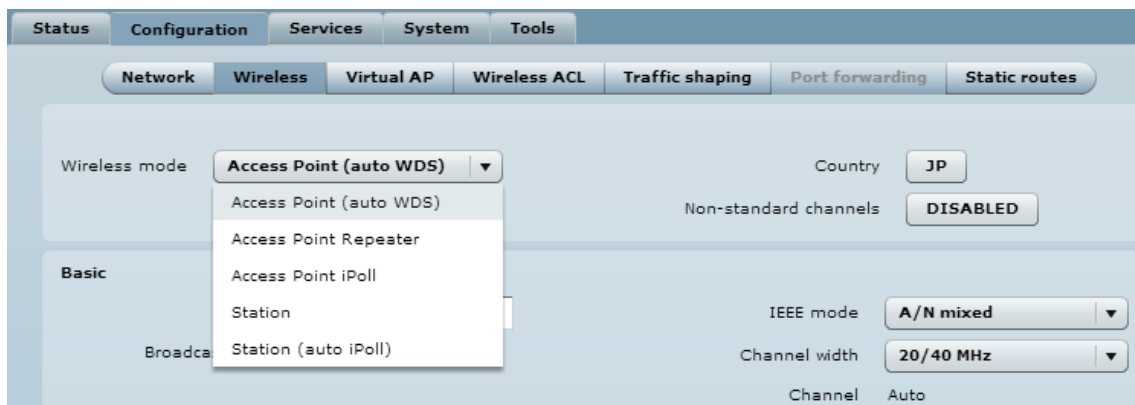 Status Configuration Services System Tools
Network Wireless Virtual AP Wireless ACL Traffic shaping Port forwarding Static routes
Wireless mode Access Point (auto WDS) Country JP
Access Point (auto WDS) Non-standard channels DISABLED
Access Point Repeater
Basic Access Point iPoll
Station IEEE mode A/N mixed
Broadca Station (auto iPoll) Channel width 20/40 MHz
Channel Auto